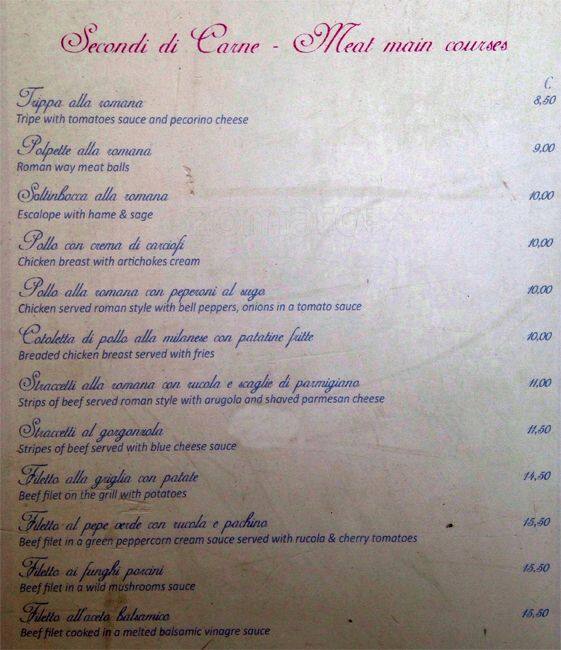 Secondi di Carne - Meat main courses
€
Trippa alla romana 8,50
Tripe with tomatoes sauce and pecorino cheese
Polpette alla romana 9,00
Roman way meat balls
Saltinbocca alla romana 10,00
Escalope with hame & sage
Pollo con crema di carciofi 10,00
Chicken breast with artichokes cream
Pollo alla romana con peperoni al sugo 10,00
Chicken served roman style with bell peppers, onions in a tomato sauce
Cotoletta di pollo alla milanese con patatine fritte 10,00
Breaded chicken breast served with fries
Straccetti alla romana con rucola e scaglie di parmigiano 11,00
Strips of beef served roman style with arugola and shaved parmesan cheese
Straccetti al gorgonzola 11,50
Stripes of beef served with blue cheese sauce
Filetto alla griglia con patate 14,50
Beef filet on the grill with potatoes
Filetto al pepe verde con rucola e pachino 15,50
Beef filet in a green peppercorn cream sauce served with rucola & cherry tomatoes
Filetto ai funghi porcini 15,50
Beef filet in a wild mushrooms sauce
Filetto all'aceto balsamico 15,50
Beef filet cooked in a melted balsamic vinagre sauce